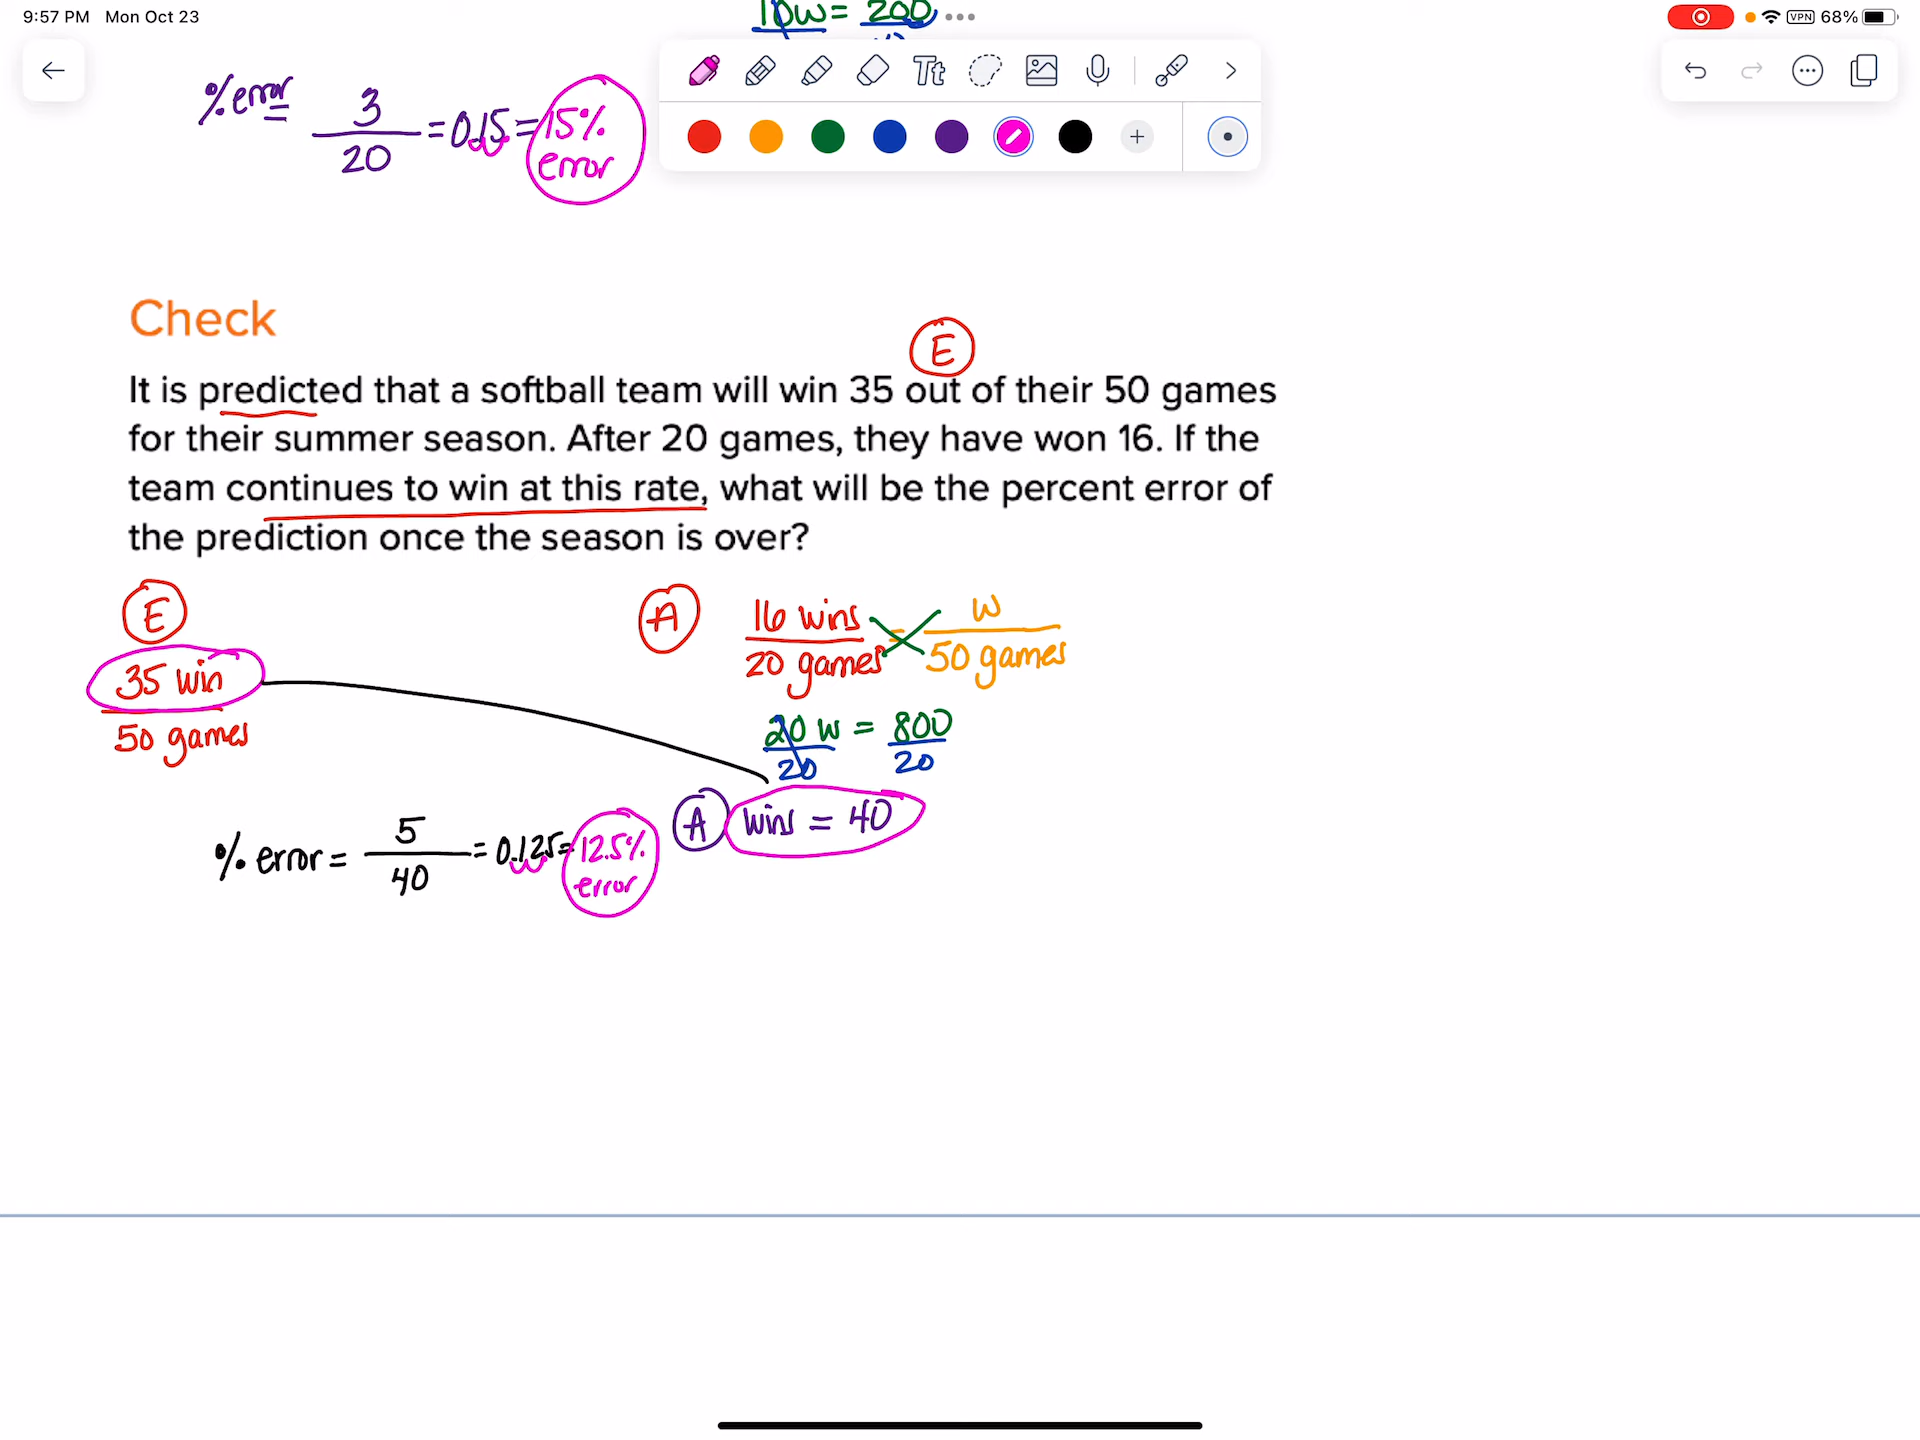 9:57 PM Mon Oct 23
VPN 68%
10w = 200
Tt
% error = 3/20 = 0.15 = 15% error
Check
E
It is predicted that a softball team will win 35 out of their 50 games
for their summer season. After 20 games, they have won 16. If the
team continues to win at this rate, what will be the percent error of
the prediction once the season is over?
E
35 win
50 games
A
16 wins = w
20 games 50 games
20 w = 800
20 20
A wins = 40
% error = 5/40 = 0.125 = 12.5% error